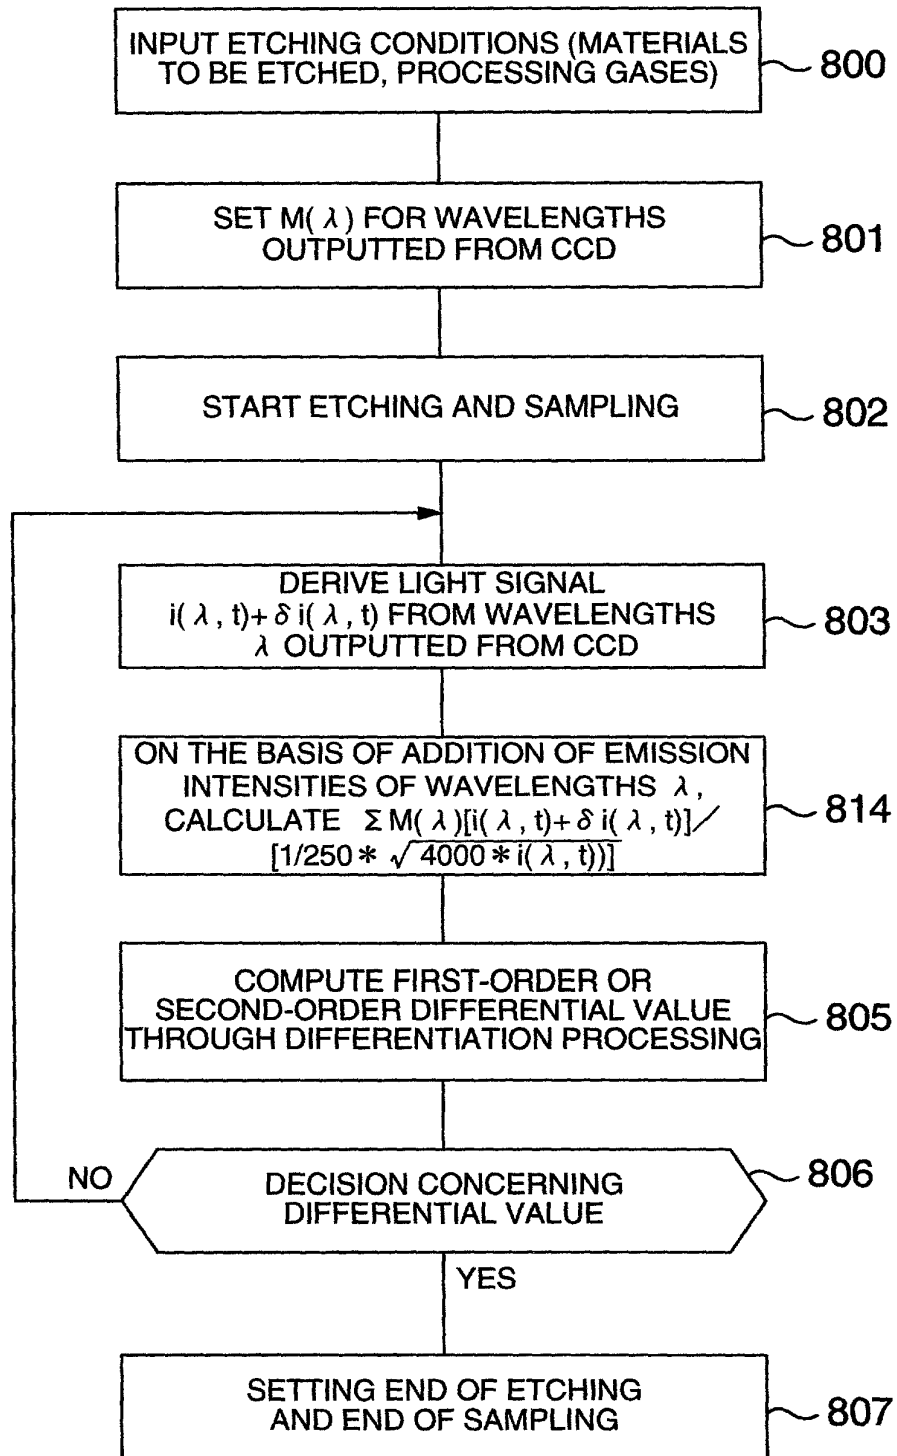 INPUT ETCHING CONDITIONS (MATERIALS
TO BE ETCHED, PROCESSING GASES)
800
SET M( λ ) FOR WAVELENGTHS
OUTPUTTED FROM CCD
801
START ETCHING AND SAMPLING
802
DERIVE LIGHT SIGNAL
i( λ , t)+ δ i( λ , t) FROM WAVELENGTHS
λ OUTPUTTED FROM CCD
803
ON THE BASIS OF ADDITION OF EMISSION
INTENSITIES OF WAVELENGTHS λ ,
CALCULATE Σ M( λ )[i( λ , t)+ δ i( λ , t)]/
[1/250* √4000*i( λ , t))]
814
COMPUTE FIRST-ORDER OR
SECOND-ORDER DIFFERENTIAL VALUE
THROUGH DIFFERENTIATION PROCESSING
805
NO
DECISION CONCERNING
DIFFERENTIAL VALUE
806
YES
SETTING END OF ETCHING
AND END OF SAMPLING
807